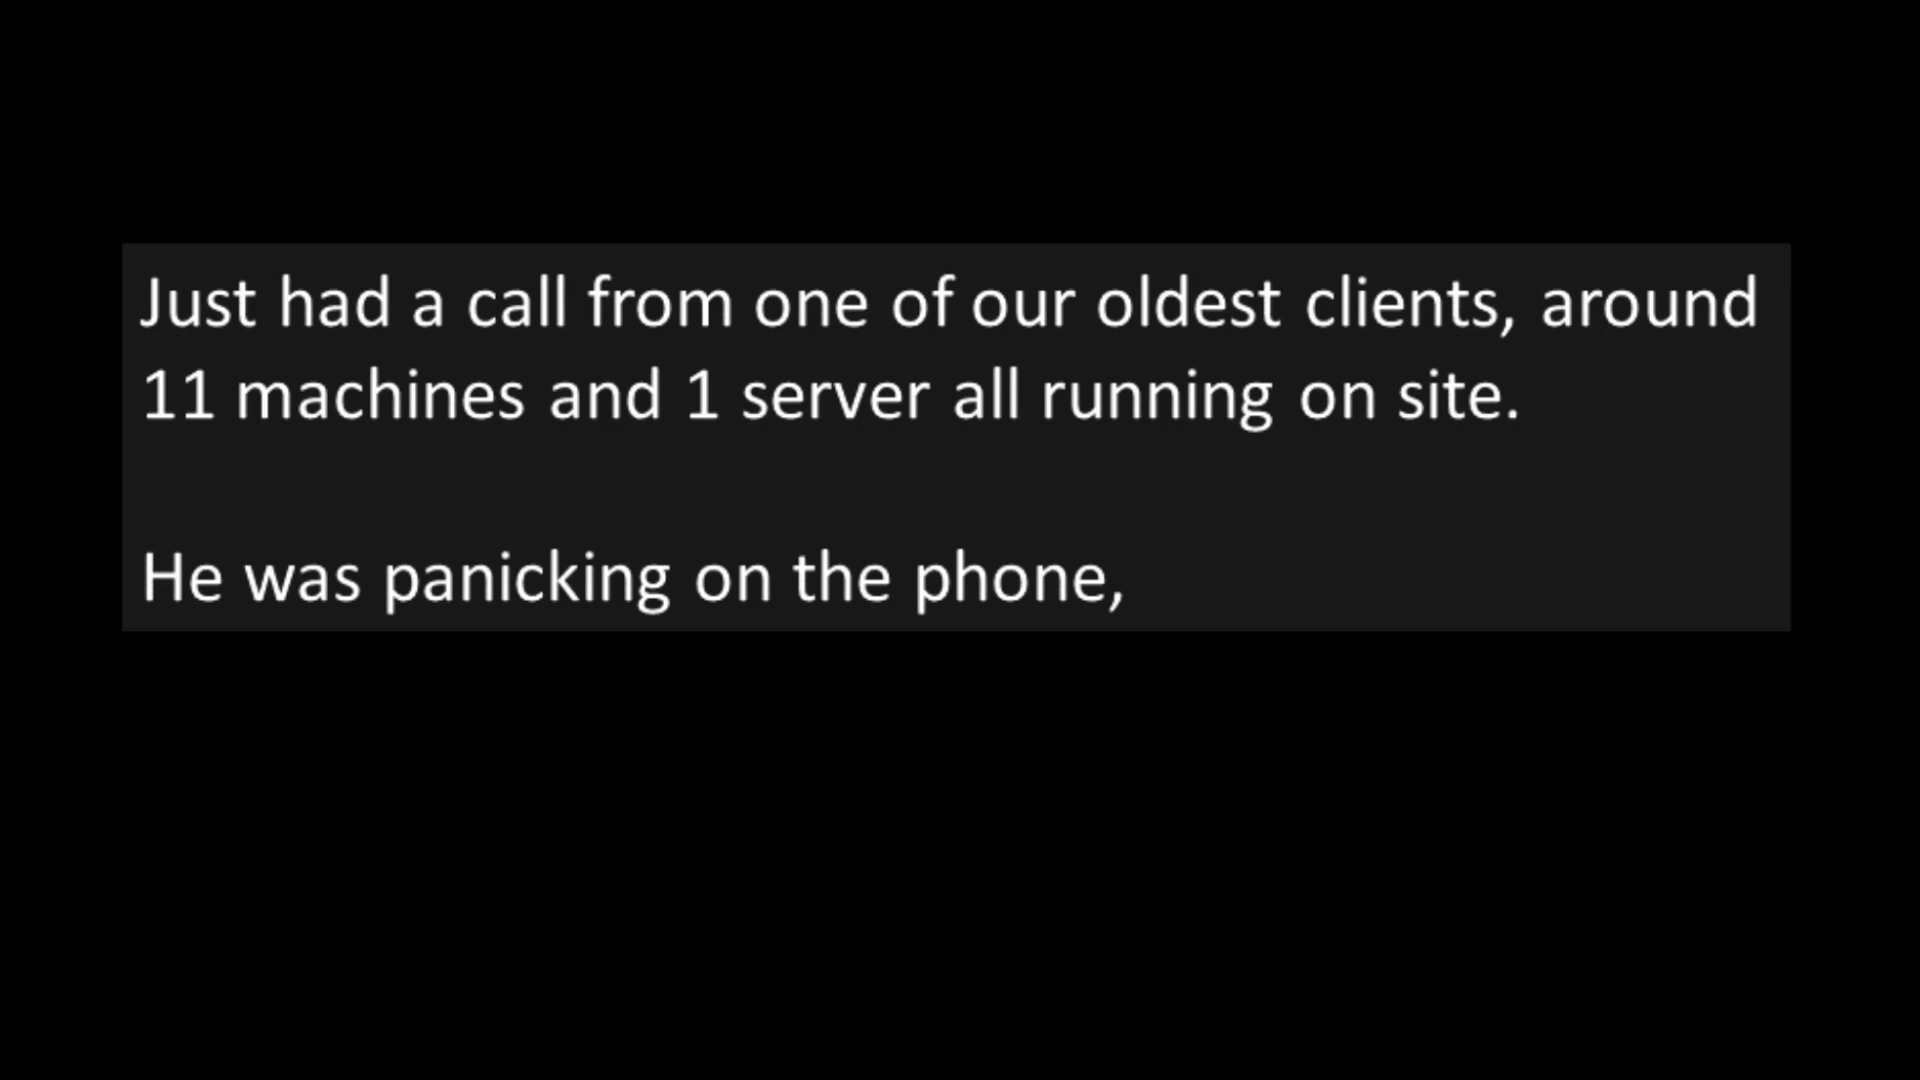 Just had a call from one of our oldest clients, around
11 machines and 1 server all running on site.
He was panicking on the phone,